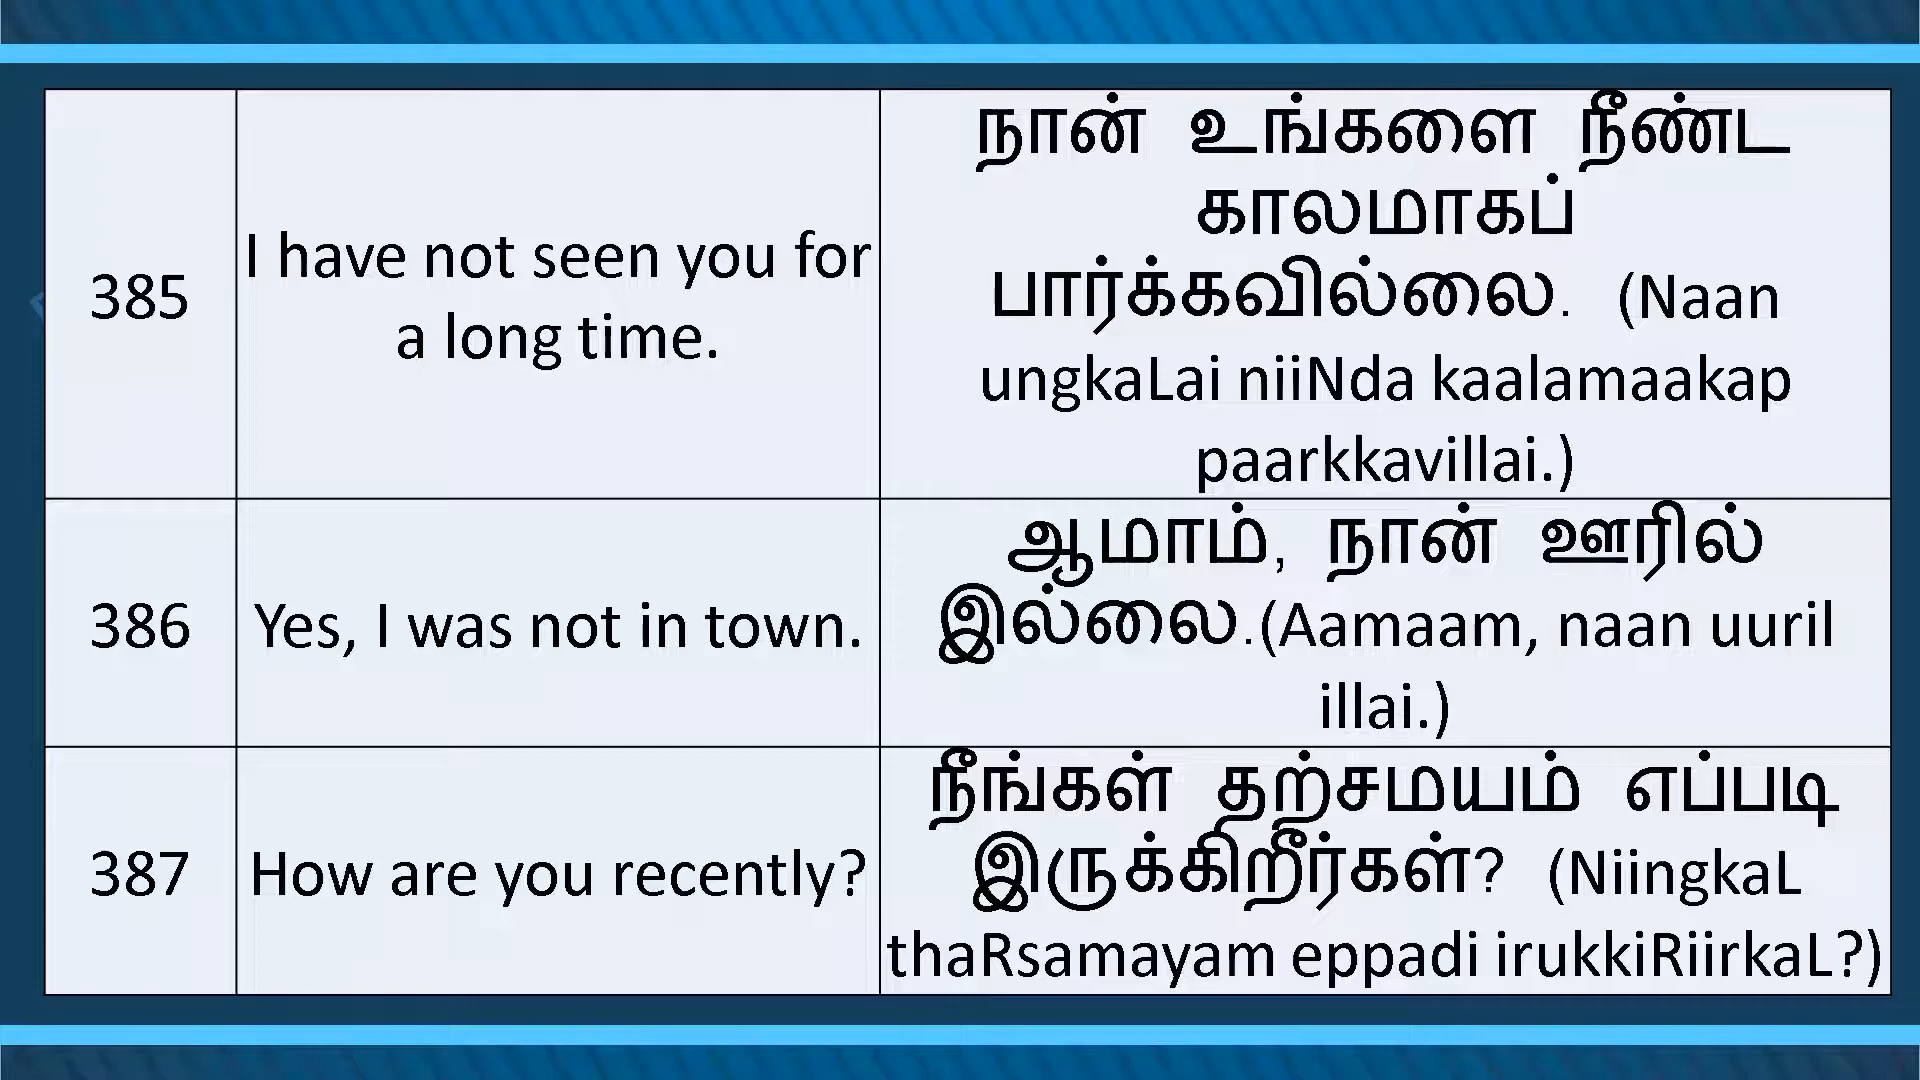 385
I have not seen you for
a long time.
நான் உங்களை நீண்ட
காலமாகப்
பார்க்கவில்லை. (Naan
ungkaLai niiNda kaalamaakap
paarkkavillai.)
386
Yes, I was not in town.
ஆமாம், நான் ஊரில்
இல்லை.(Aamaam, naan uuril
illai.)
387
How are you recently?
நீங்கள் தற்சமயம் எப்படி
இருக்கிறீர்கள்? (NiingkaL
thaRsamayam eppadi irukkiRiirkaL?)